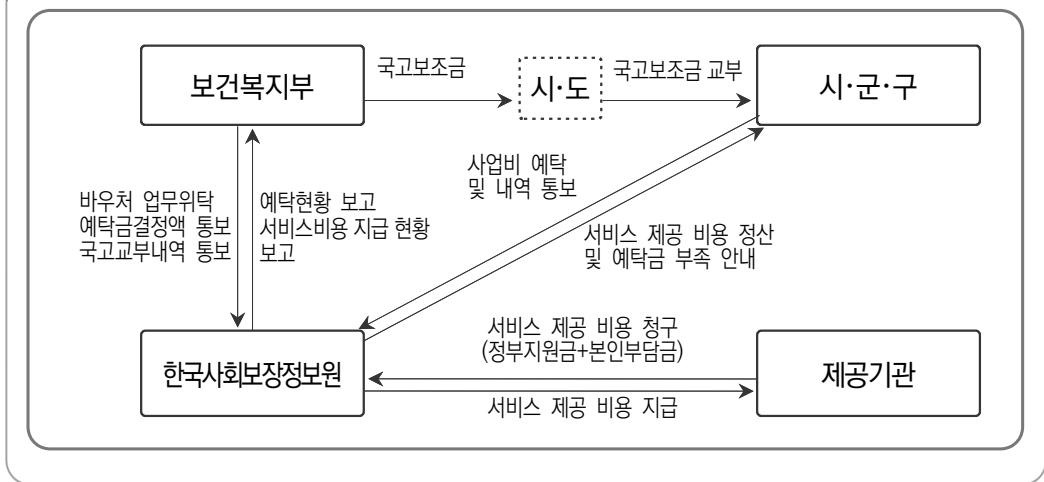 보건복지부
국고보조금
시·도
국고보조금 교부
시·군·구
바우처 업무위탁
예탁금결정액 통보
국고교부내역 통보
예탁현황 보고
서비스비용 지급 현황
보고
사업비 예탁
및 내역 통보
서비스 제공 비용 정산
및 예탁금 부족 안내
한국사회보장정보원
서비스 제공 비용 청구
(정부지원금+본인부담금)
서비스 제공 비용 지급
제공기관